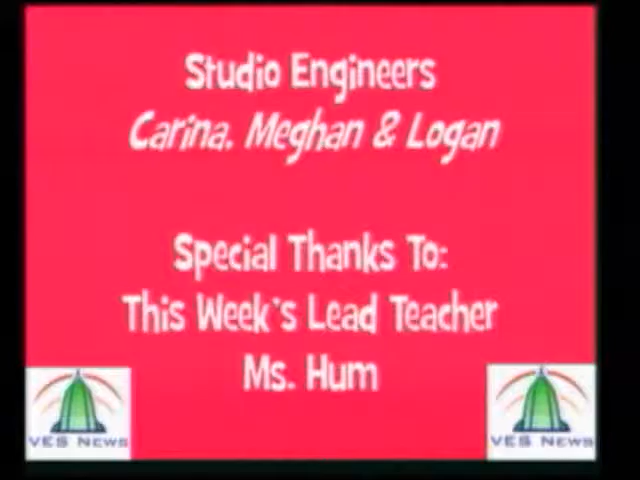 Studio Engineers
Carina, Meghan & Logan
Special Thanks To:
This Week's Lead Teacher
Ms. Hum
VES NEWS
VES NEWS